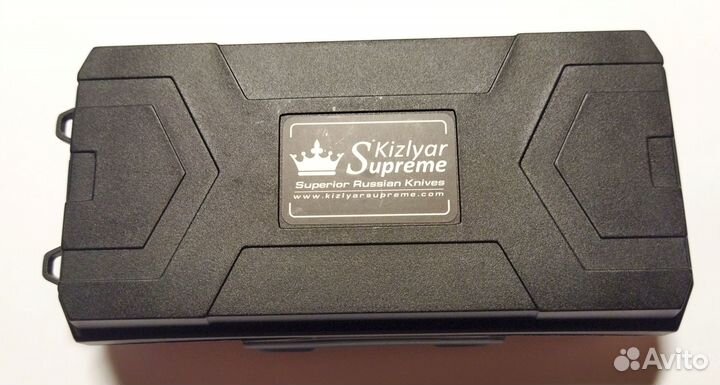 Kizlyar
Supreme
Superior Russian Knives
www.kizlyarsupreme.com
Avito